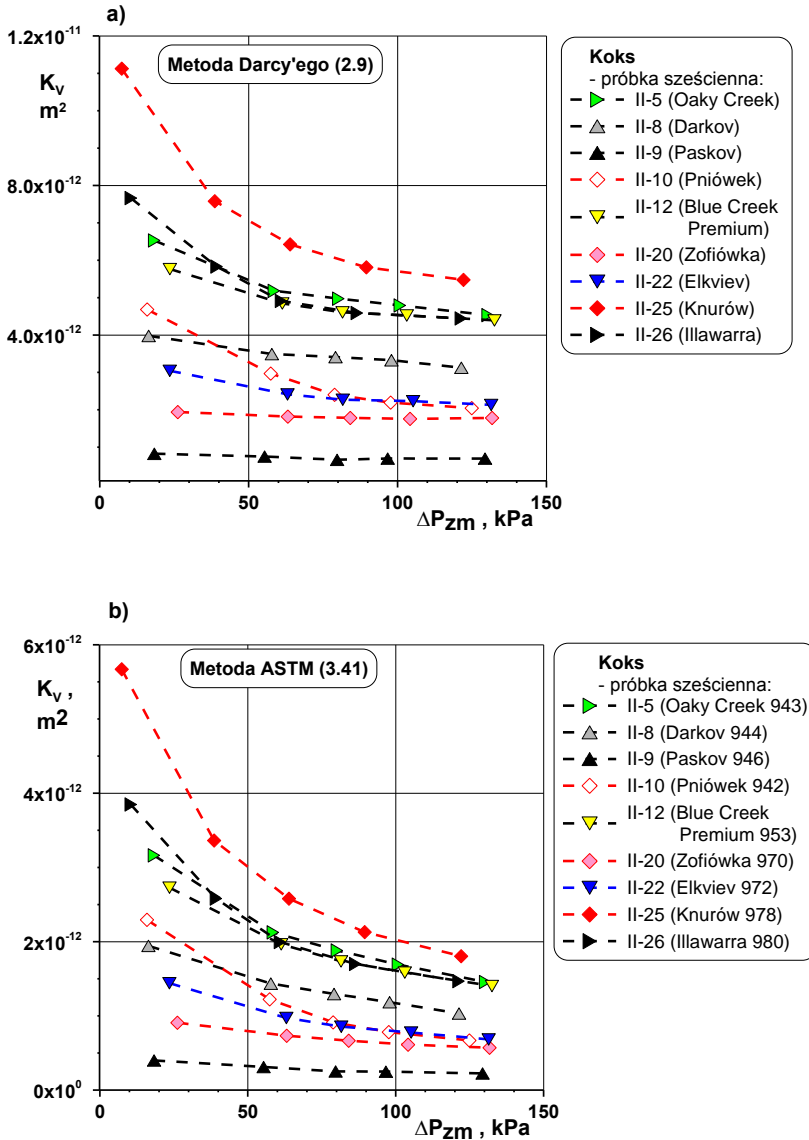 a)
1.2x10⁻¹¹
Kᵥ
m²
8.0x10⁻¹²
4.0x10⁻¹²
Metoda Darcy'ego (2.9)
0
50
100
150
ΔPzm , kPa
Koks
- próbka sześcienna:
II-5 (Oaky Creek)
II-8 (Darkov)
II-9 (Paskov)
II-10 (Pniówek)
II-12 (Blue Creek
Premium)
II-20 (Zofiówka)
II-22 (Elkviev)
II-25 (Knurów)
II-26 (Illawarra)
b)
6x10⁻¹²
Kᵥ ,
m²
4x10⁻¹²
2x10⁻¹²
0x10⁰
Metoda ASTM (3.41)
0
50
100
150
ΔPzm , kPa
Koks
- próbka sześcienna:
II-5 (Oaky Creek 943)
II-8 (Darkov 944)
II-9 (Paskov 946)
II-10 (Pniówek 942)
II-12 (Blue Creek
Premium 953)
II-20 (Zofiówka 970)
II-22 (Elkviev 972)
II-25 (Knurów 978)
II-26 (Illawarra 980)